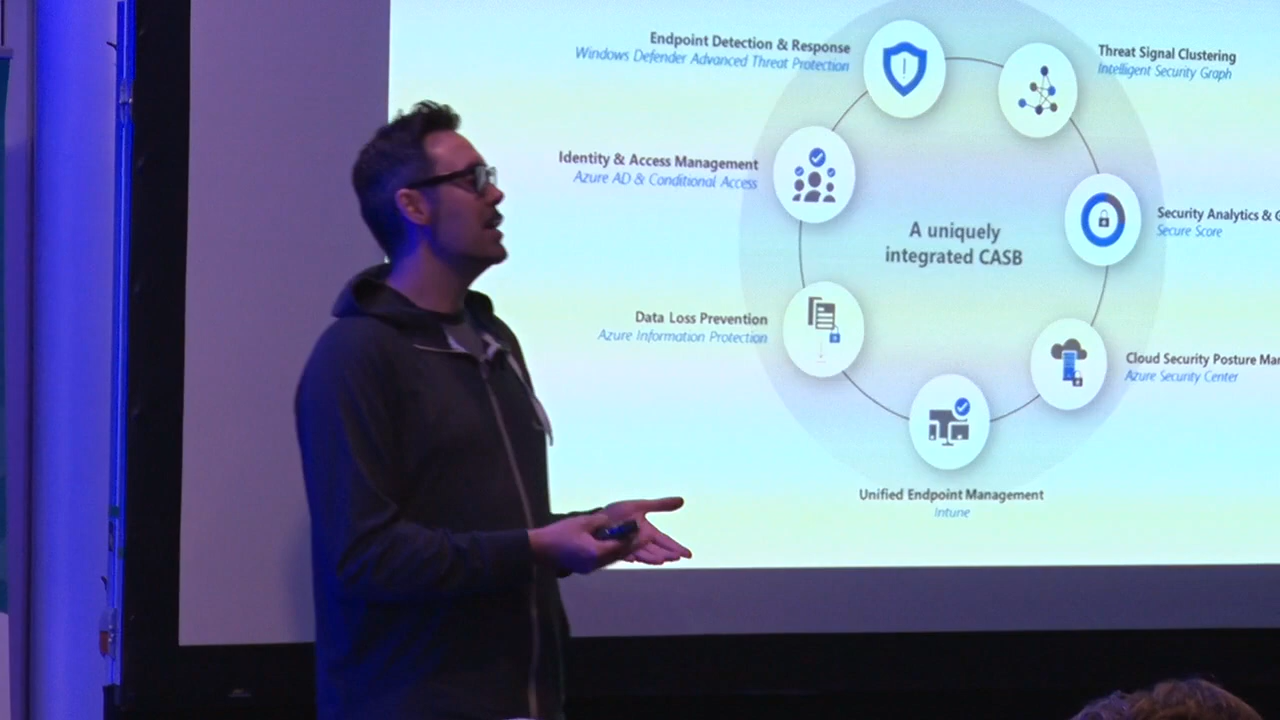 Endpoint Detection & Response
Windows Defender Advanced Threat Protection
Threat Signal Clustering
Intelligent Security Graph
Identity & Access Management
Azure AD & Conditional Access
Security Analytics &
Secure Score
A uniquely
integrated CASB
Data Loss Prevention
Azure Information Protection
Cloud Security Posture
Azure Security Center
Unified Endpoint Management
Intune